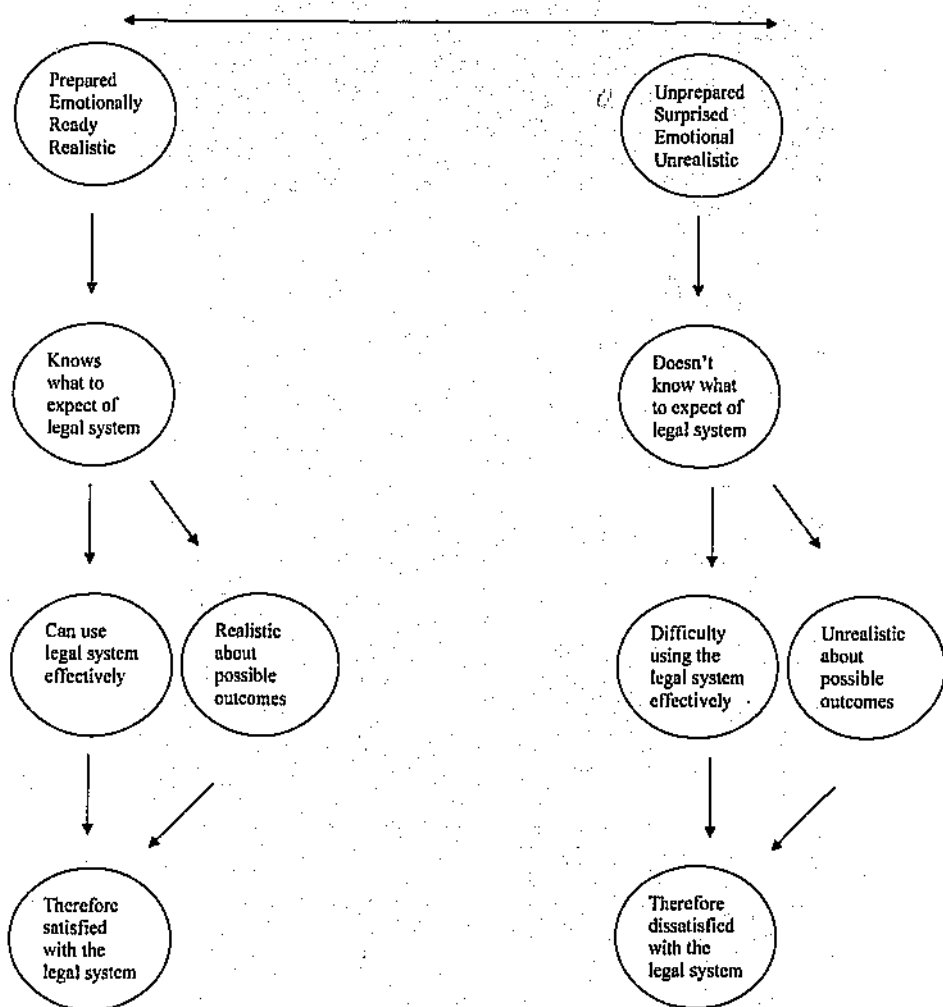 Prepared
Emotionally
Ready
Realistic
Unprepared
Surprised
Emotional
Unrealistic
Knows
what to
expect of
legal system
Doesn't
know what
to expect of
legal system
Can use
legal system
effectively
Realistic
about
possible
outcomes
Difficulty
using the
legal system
effectively
Unrealistic
about
possible
outcomes
Therefore
satisfied
with the
legal system
Therefore
dissatisfied
with the
legal system